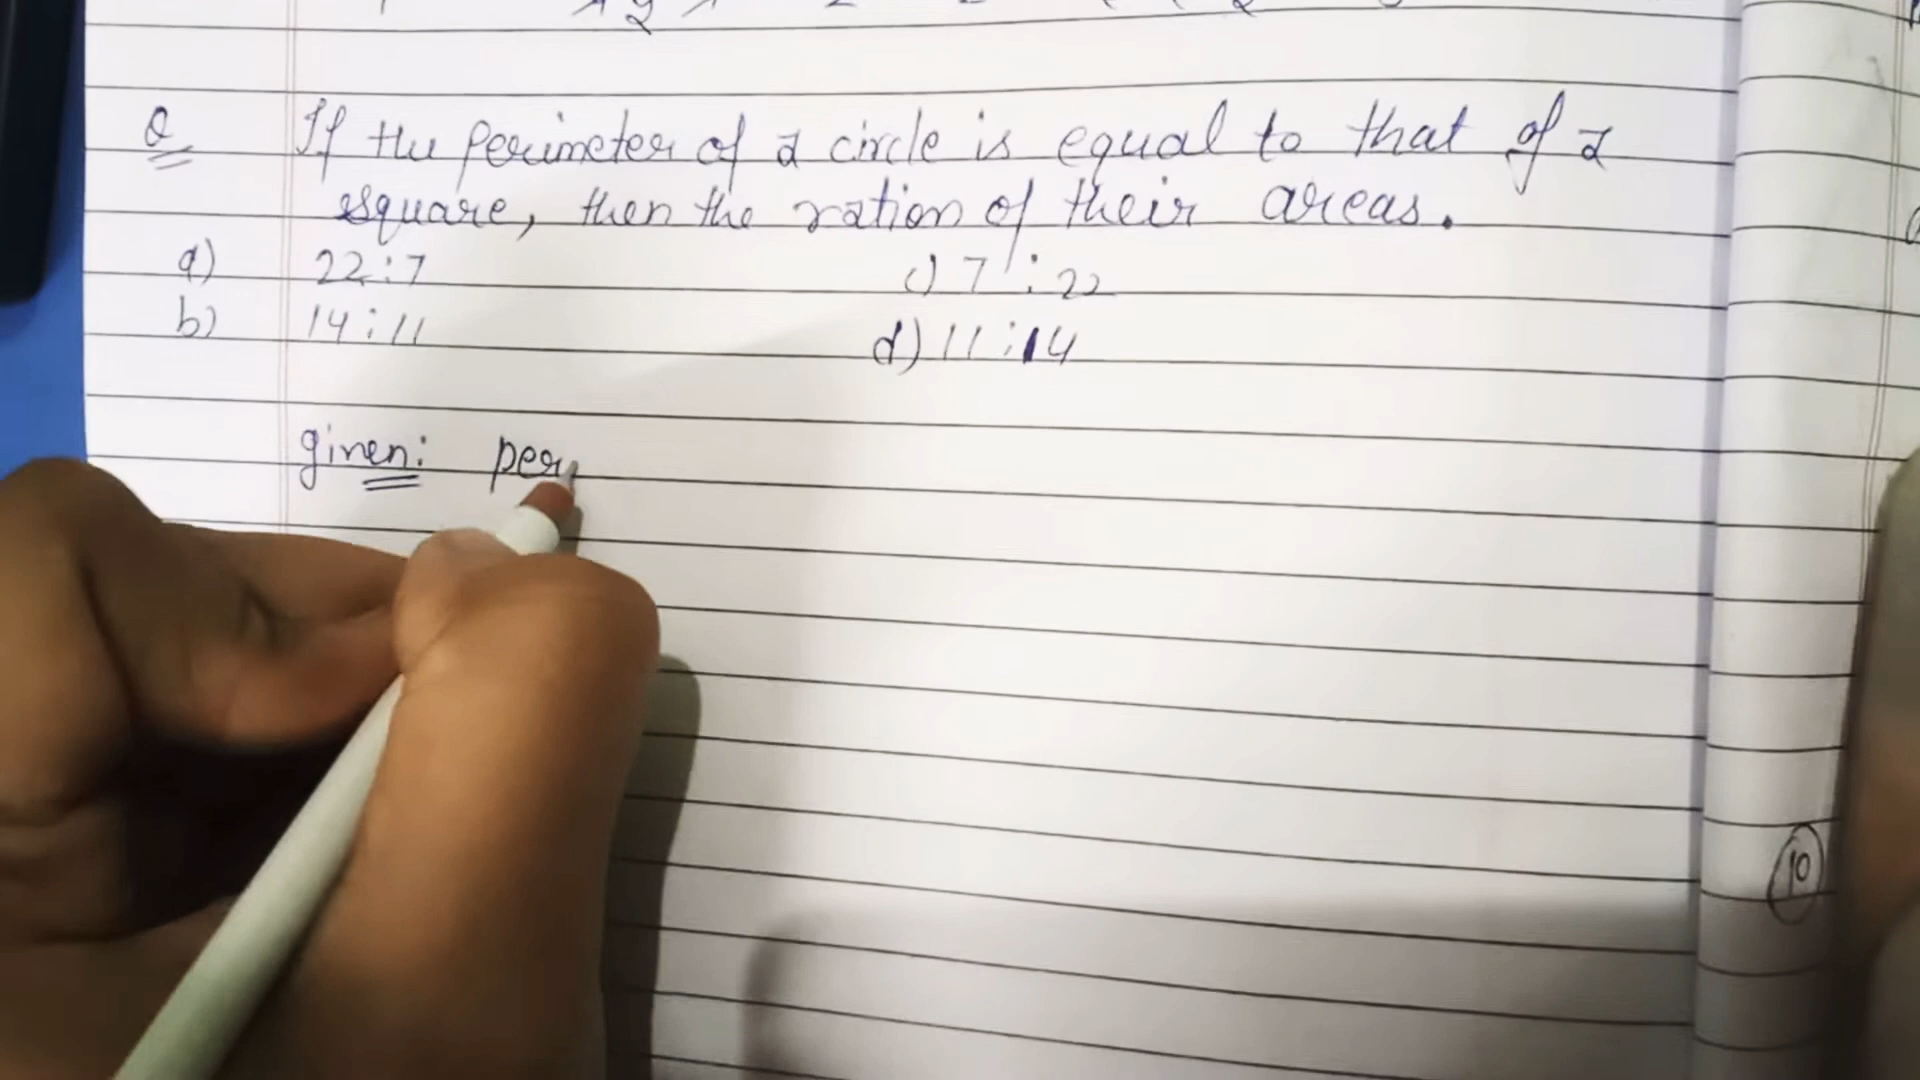 Q If the perimeter of a circle is equal to that of a
square, then the ration of their areas.
a) 22:7 c) 7:22
b) 14:11 d) 11:14
given: per
10